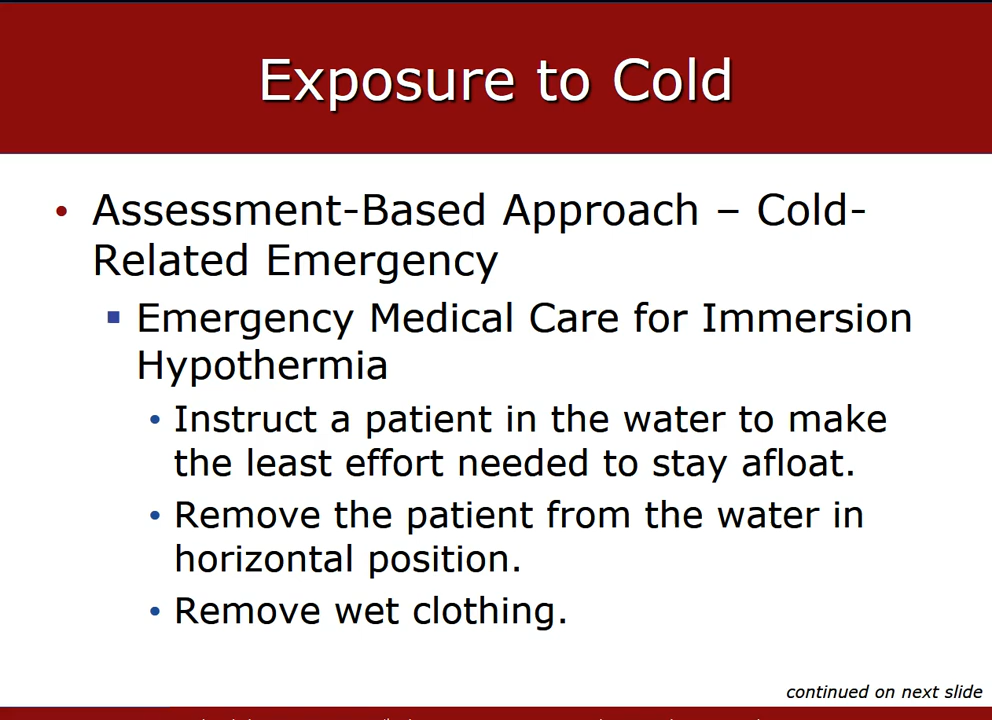 Exposure to Cold
• Assessment-Based Approach – Cold-
Related Emergency
▪ Emergency Medical Care for Immersion
Hypothermia
• Instruct a patient in the water to make
the least effort needed to stay afloat.
• Remove the patient from the water in
horizontal position.
• Remove wet clothing.
continued on next slide